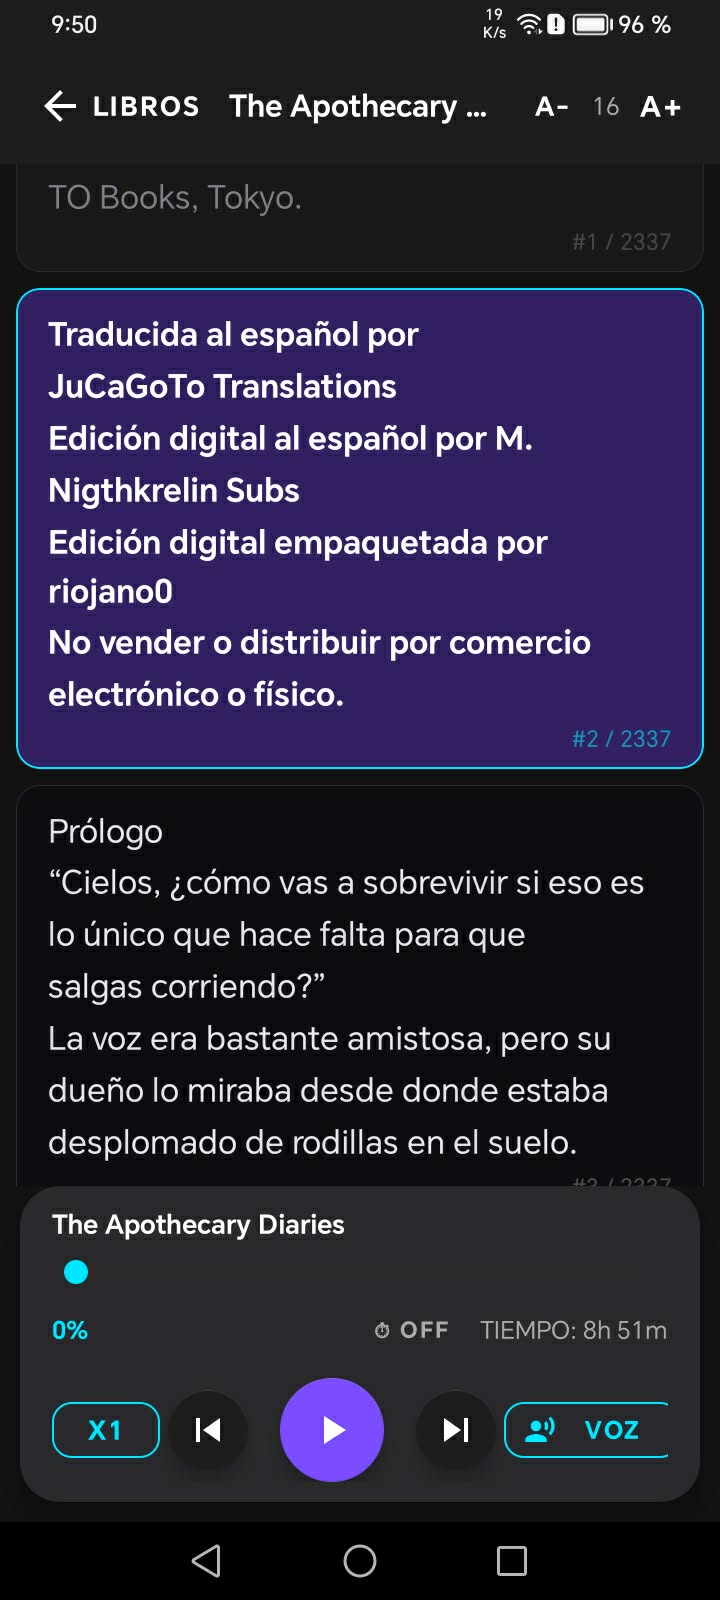 9:50
19
K/s
96 %
LIBROS The Apothecary ... A- 16 A+
TO Books, Tokyo.
#1 / 2337
Traducida al español por
JuCaGoTo Translations
Edición digital al español por M.
Nigthkrelin Subs
Edición digital empaquetada por
riojano0
No vender o distribuir por comercio
electrónico o físico.
#2 / 2337
Prólogo
“Cielos, ¿cómo vas a sobrevivir si eso es
lo único que hace falta para que
salgas corriendo?”
La voz era bastante amistosa, pero su
dueño lo miraba desde donde estaba
desplomado de rodillas en el suelo.
#3 / 2337
The Apothecary Diaries
0% OFF TIEMPO: 8h 51m
X1 VOZ